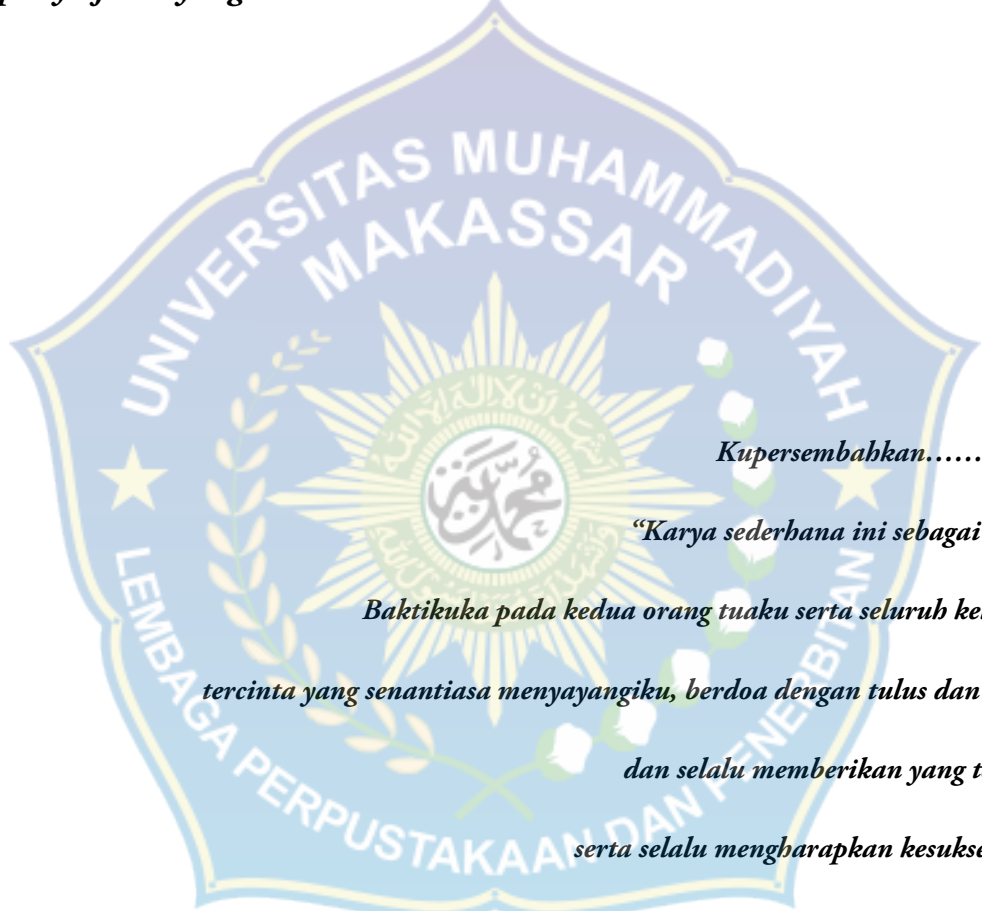 UNIVERSITAS MUHAMMADIYAH
MAKASSAR
Kupersembahkan……
“Karya sederhana ini sebagai
Baktikuka pada kedua orang tuaku serta seluruh
tercinta yang senantiasa menyayangiku, berdoa dengan tulus dan
dan selalu memberikan yang
serta selalu mengharapkan
LEMBAGA PERPUSTAKAAN DAN PENERBITAN